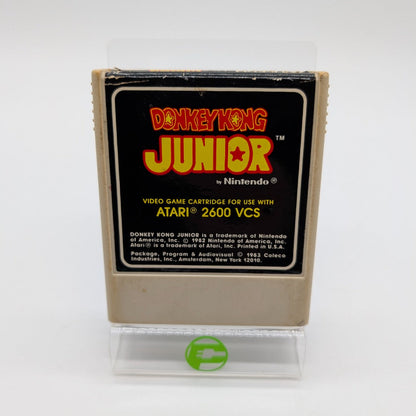 DONKEY KONG
JUNIOR™
by Nintendo®
VIDEO GAME CARTRIDGE FOR USE WITH
ATARI® 2600 VCS
DONKEY KONG JUNIOR is a trademark of Nintendo
of America, Inc. © 1982 Nintendo of America, Inc.
Atari® is a trademark of Atari, Inc. Printed in U.S.A.
Package, Program & Audiovisual © 1983 Coleco
Industries, Inc., Amsterdam, New York 12010.